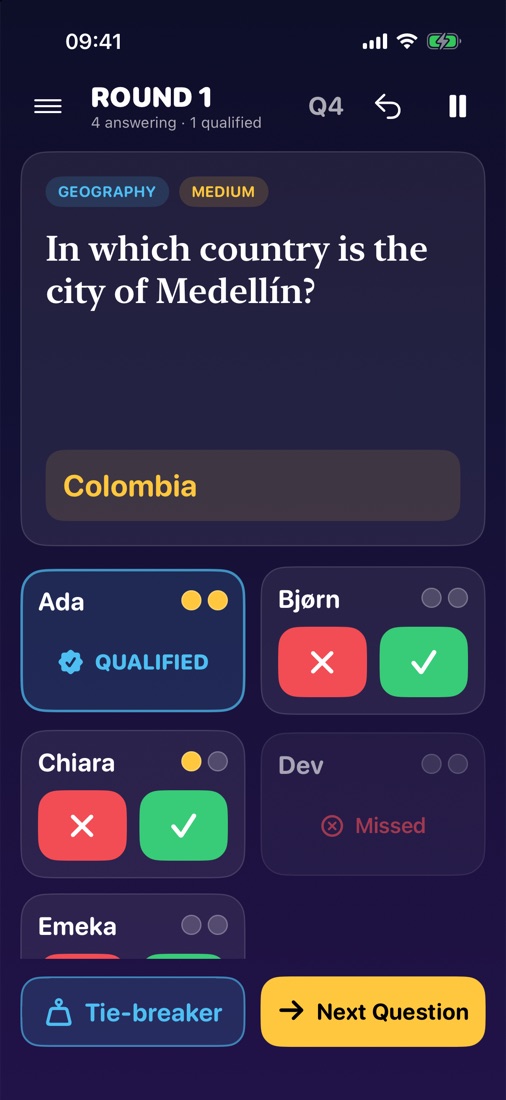 09:41
ROUND 1
4 answering · 1 qualified
Q4
GEOGRAPHY
MEDIUM
In which country is the
city of Medellín?
Colombia
Ada
QUALIFIED
Bjørn
Chiara
Dev
Missed
Emeka
Tie-breaker
Next Question